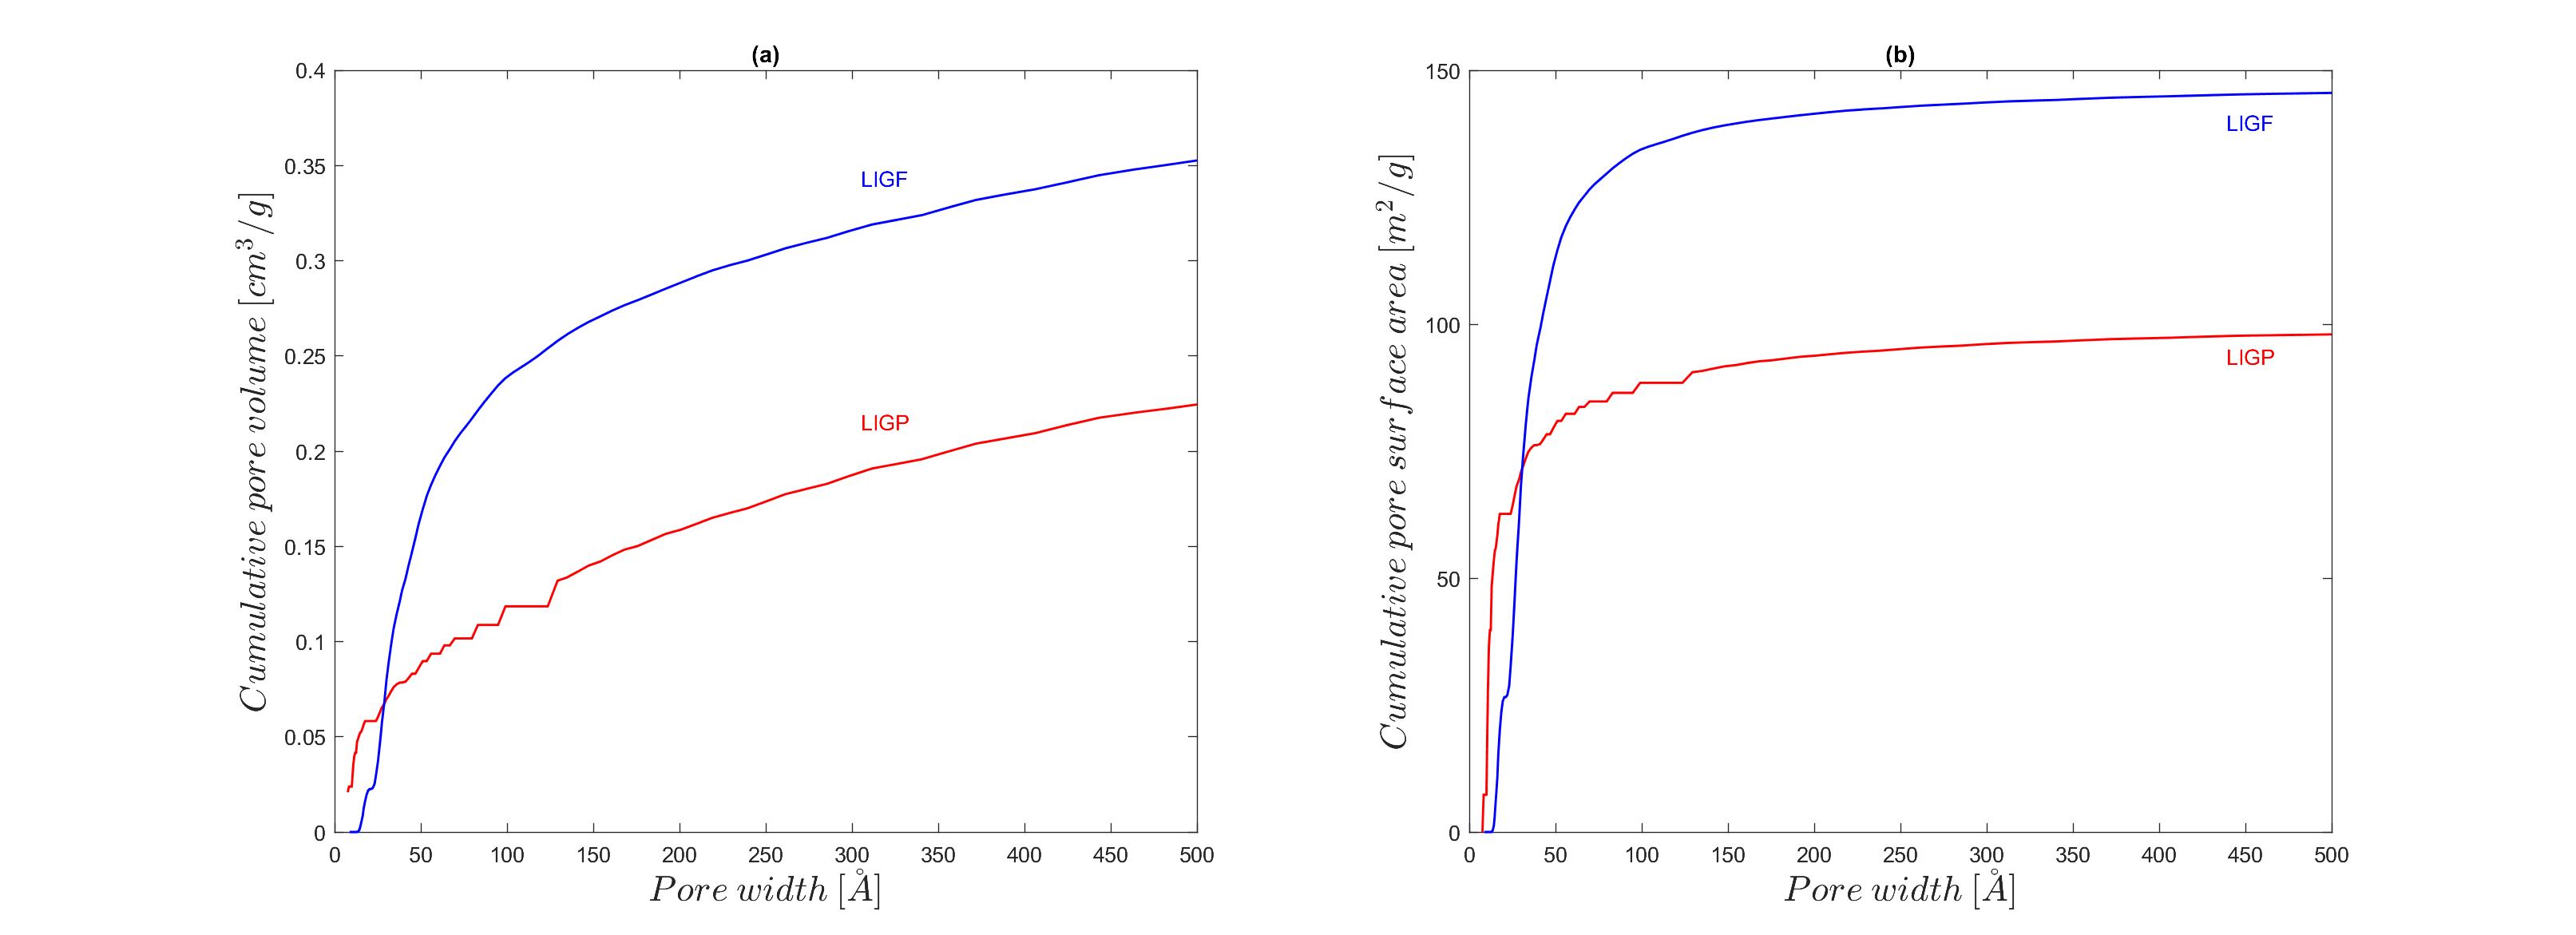 (a)
0.4
0.35
0.3
0.25
0.2
0.15
0.1
0.05
0
Cumulative pore volume [cm³/g]
LIGF
LIGP
0 50 100 150 200 250 300 350 400 450 500
Pore width [Å]
(b)
150
100
50
0
Cumulative pore surface area [m²/g]
LIGF
LIGP
0 50 100 150 200 250 300 350 400 450 500
Pore width [Å]